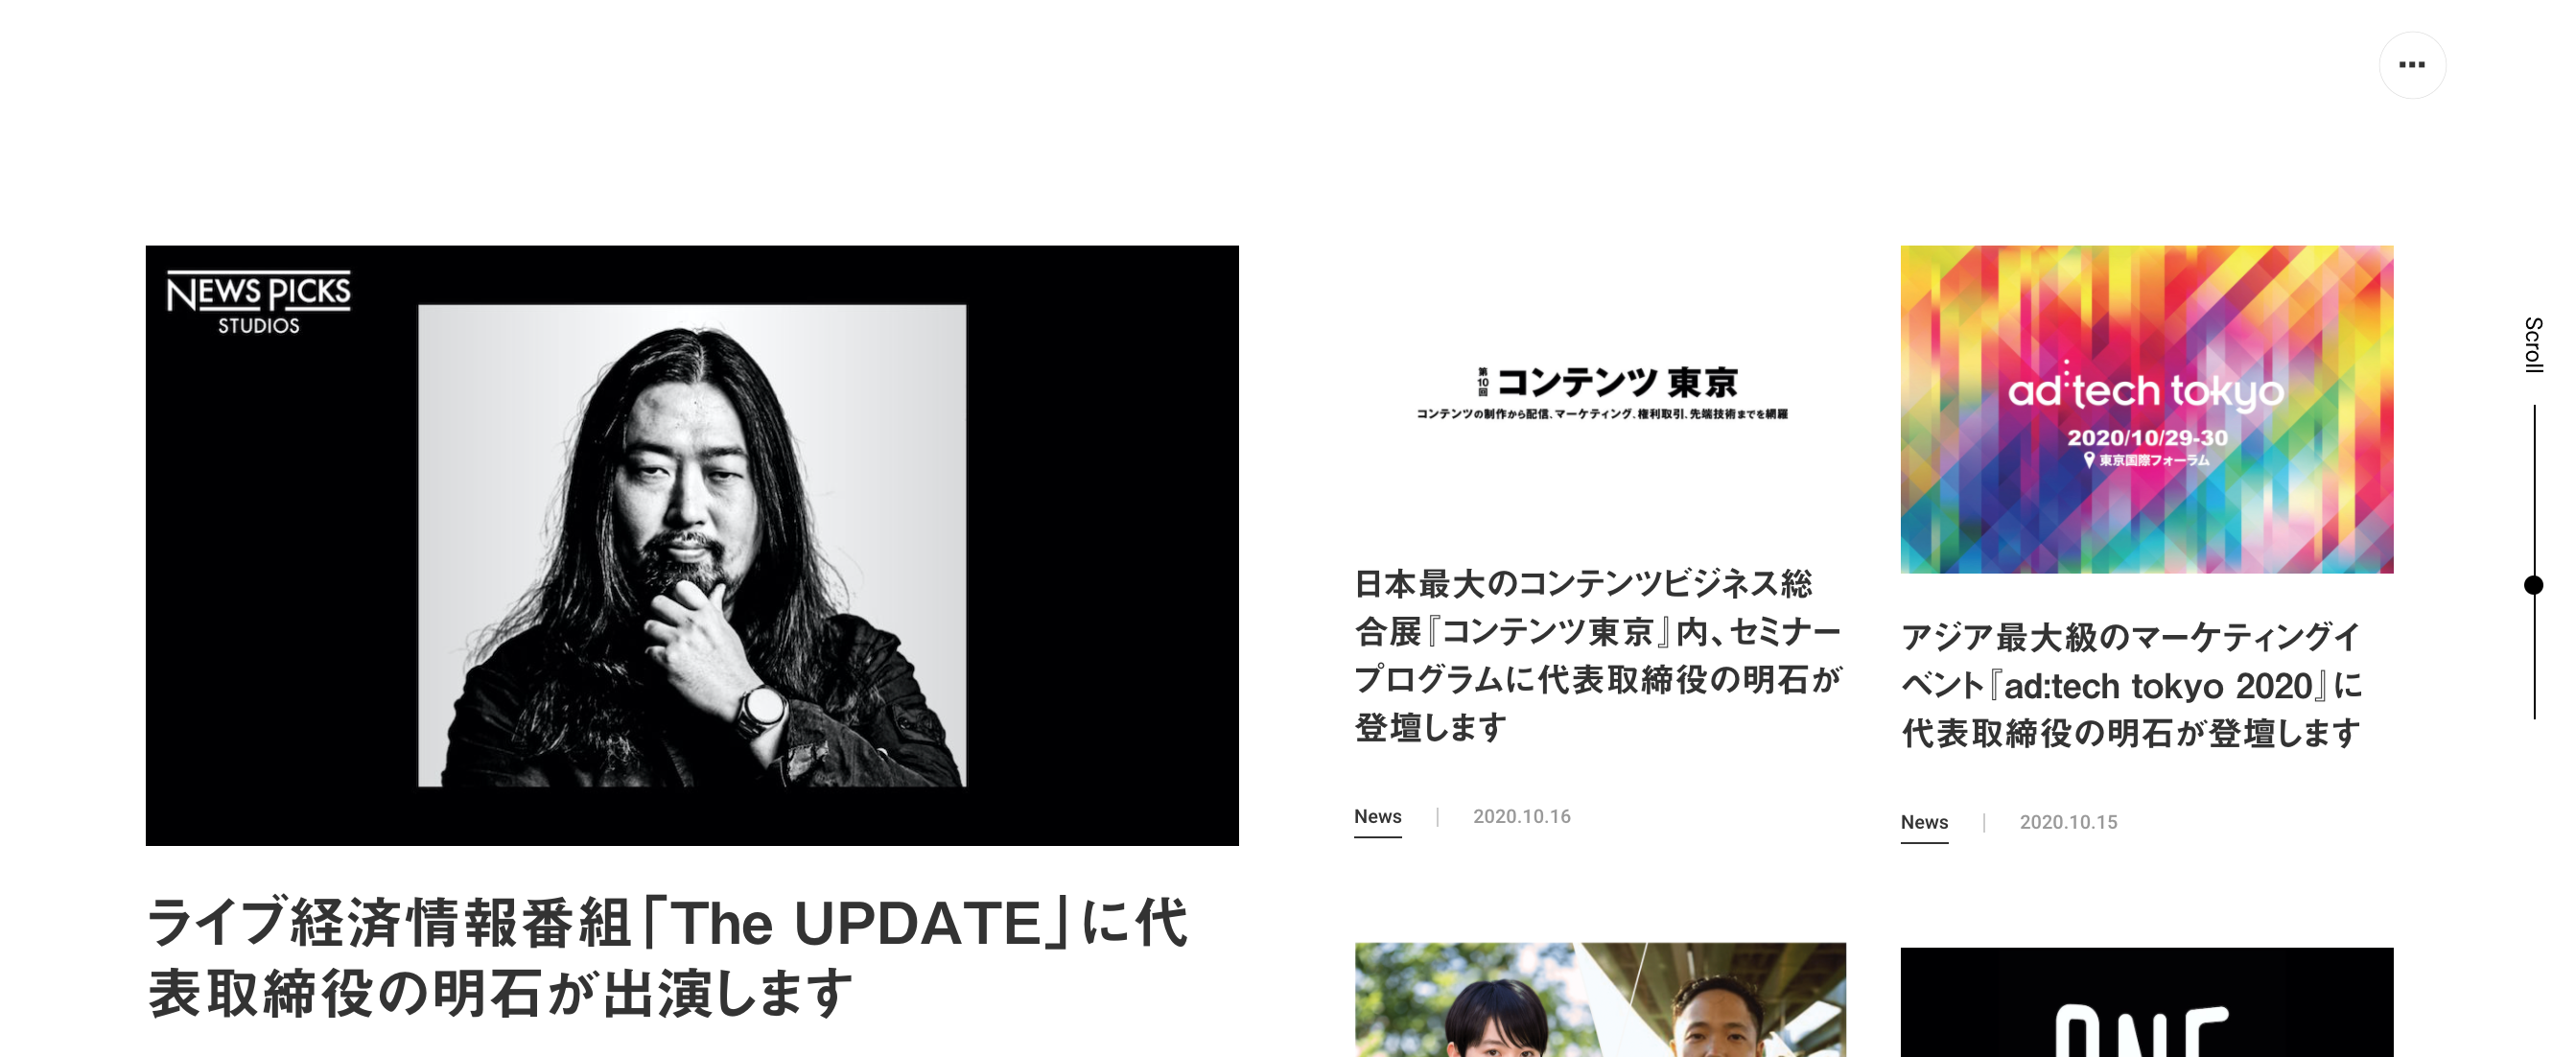 NEWS PICKS
STUDIOS
ライブ経済情報番組「The UPDATE」に代
表取締役の明石が出演します
第10回 コンテンツ 東京
コンテンツの制作から配信、マーケティング、権利取引、先端技術までを網羅
日本最大のコンテンツビジネス総
合展『コンテンツ東京』内、セミナー
プログラムに代表取締役の明石が
登壇します
News | 2020.10.16
ad:tech tokyo
2020/10/29-30
東京国際フォーラム
アジア最大級のマーケティングイ
ベント『ad:tech tokyo 2020』に
代表取締役の明石が登壇します
News | 2020.10.15
Scroll